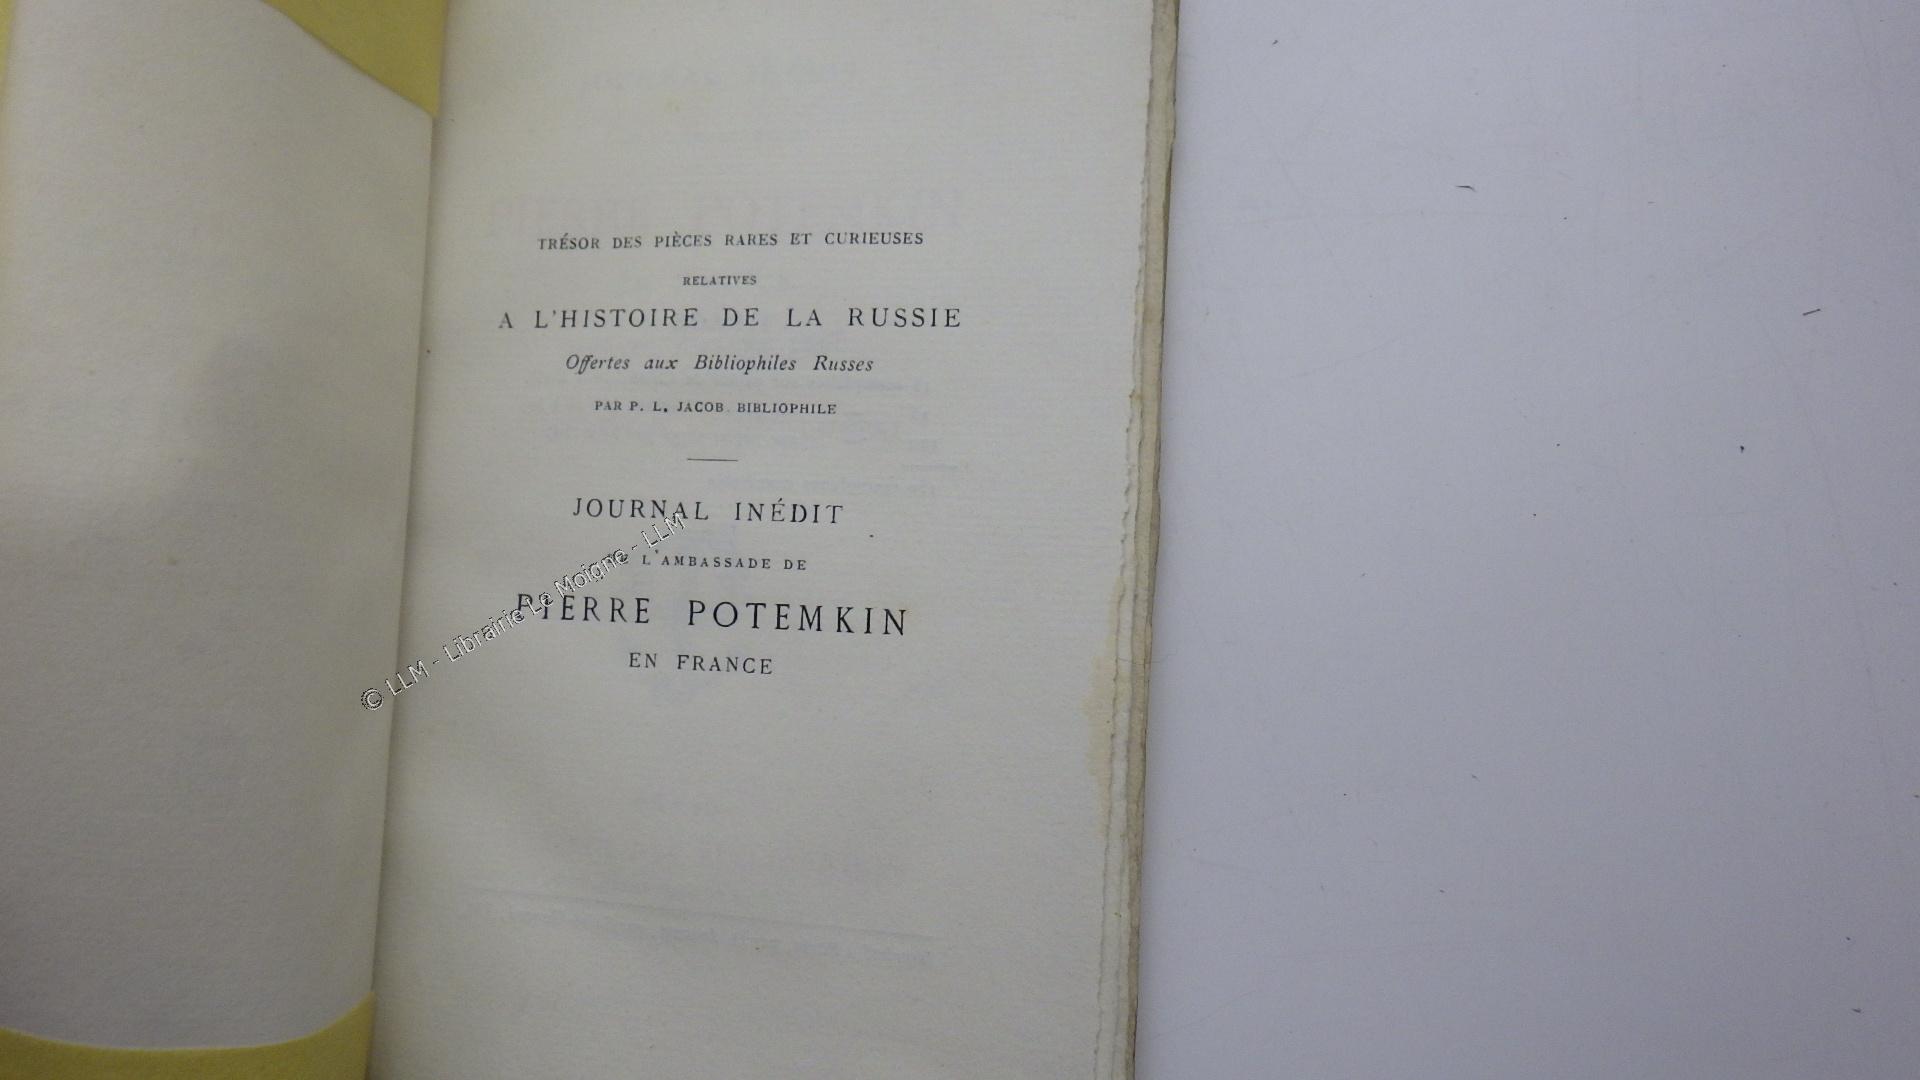 TRÉSOR DES PIÈCES RARES ET CURIEUSES
RELATIVES
A L'HISTOIRE DE LA RUSSIE
Offertes aux Bibliophiles Russes
PAR P. L. JACOB. BIBLIOPHILE
JOURNAL INÉDIT
L'AMBASSADE DE
PIERRE POTEMKIN
EN FRANCE
© LLM - Librairie Le Moigne - LLM